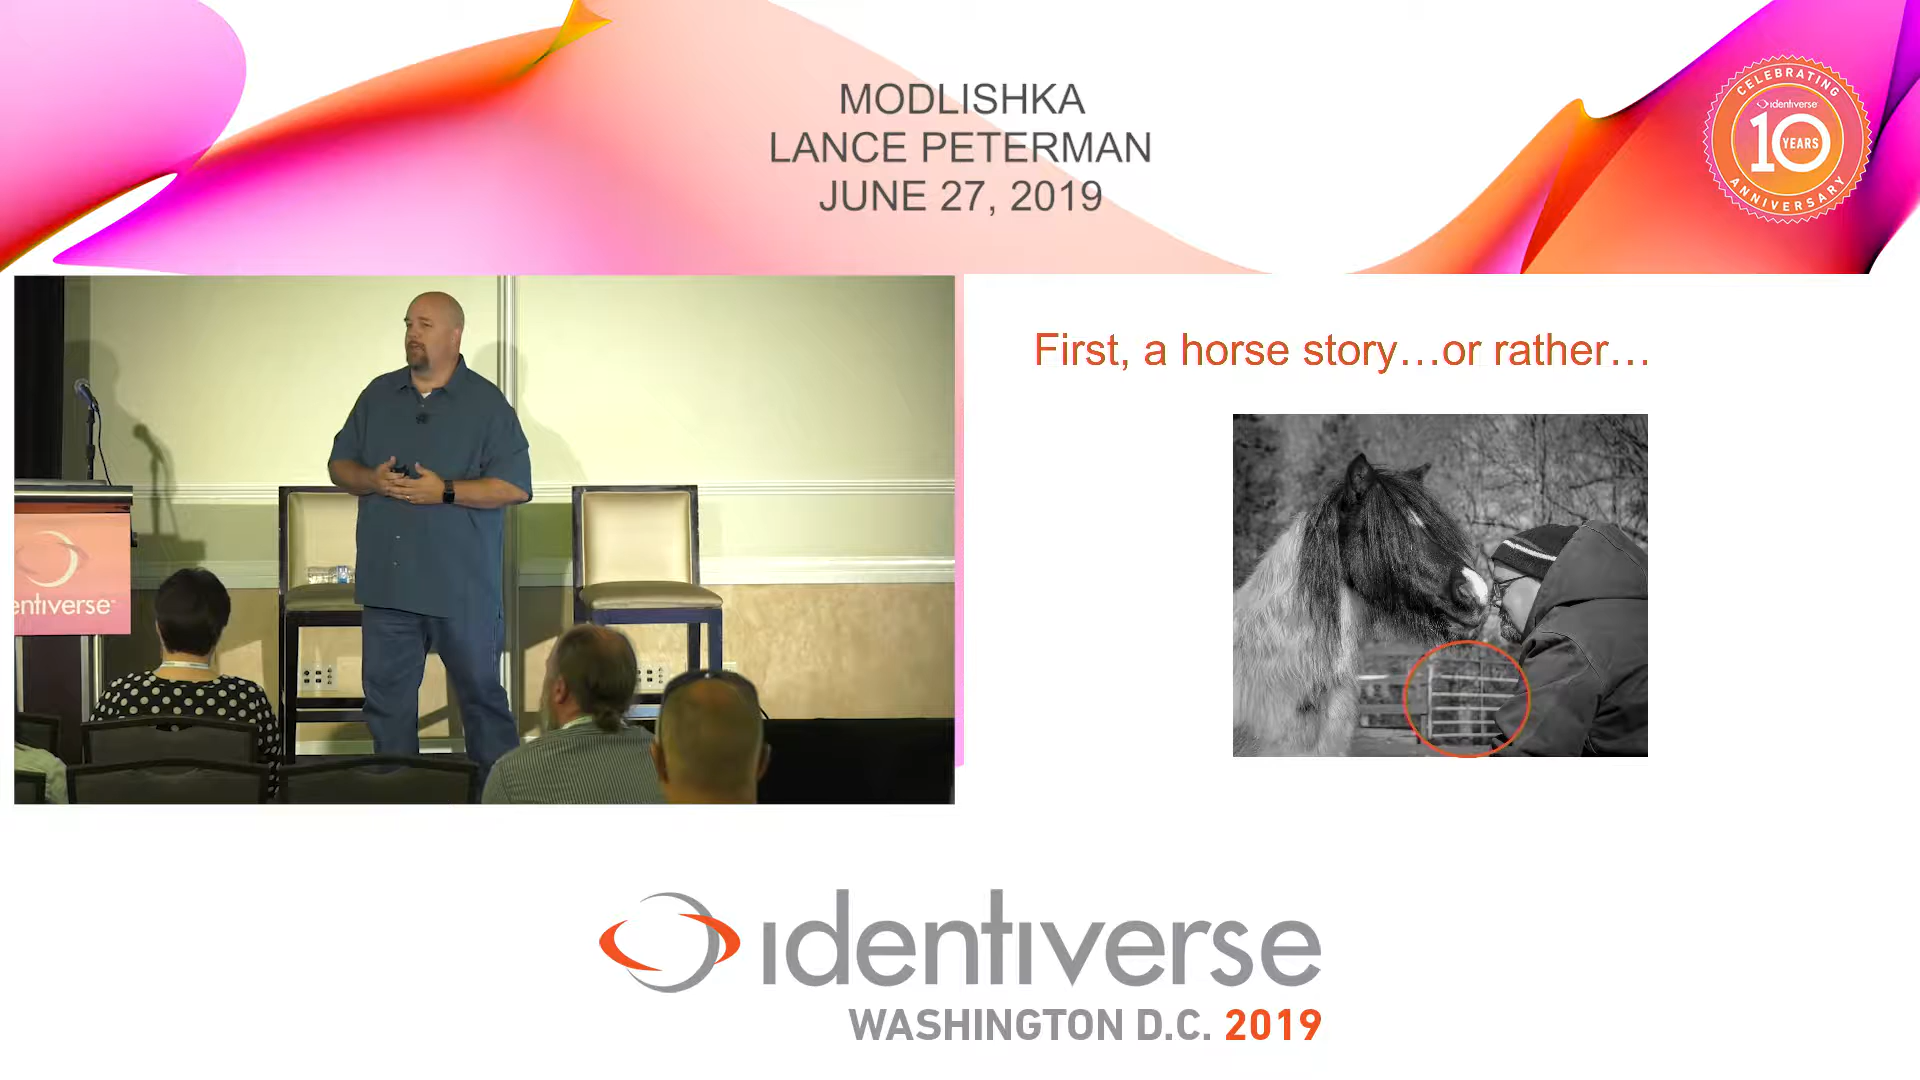 MODLISHKA
LANCE PETERMAN
JUNE 27, 2019
CELEBRATING
identiverse
10
YEARS
ANNIVERSARY
First, a horse story…or rather…
entiverse
identiverse
WASHINGTON D.C. 2019